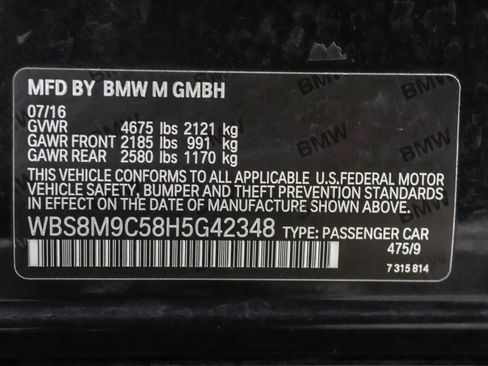 MFD BY BMW M GMBH
07/16
GVWR 4675 lbs 2121 kg
GAWR FRONT 2185 lbs 991 kg
GAWR REAR 2580 lbs 1170 kg
THIS VEHICLE CONFORMS TO ALL APPLICABLE U.S.FEDERAL MOTOR
VEHICLE SAFETY, BUMPER AND THEFT PREVENTION STANDARDS
IN EFFECT ON THE DATE OF MANUFACTURE SHOWN ABOVE.
WBS8M9C58H5G42348 TYPE: PASSENGER CAR
475/9
7 315 814
BMW
BMW
BMW